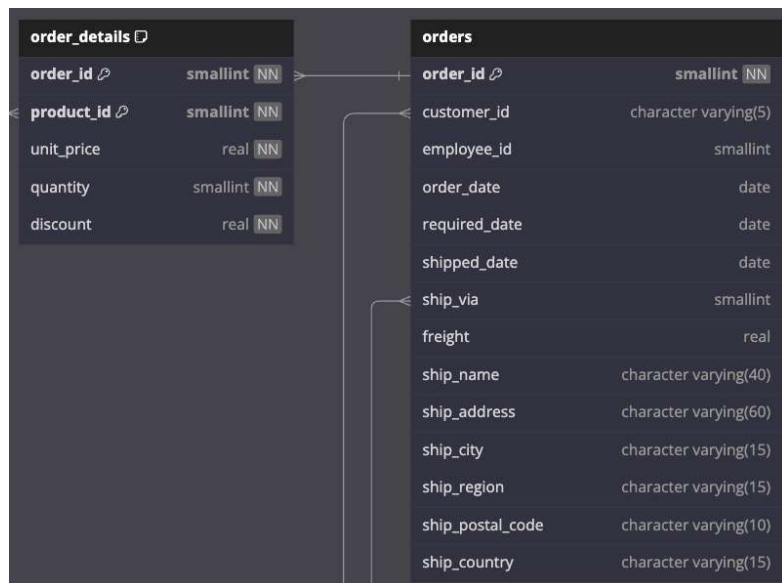 order_details
order_id smallint NN
product_id smallint NN
unit_price real NN
quantity smallint NN
discount real NN
orders
order_id smallint NN
customer_id character varying(5)
employee_id smallint
order_date date
required_date date
shipped_date date
ship_via smallint
freight real
ship_name character varying(40)
ship_address character varying(60)
ship_city character varying(15)
ship_region character varying(15)
ship_postal_code character varying(10)
ship_country character varying(15)